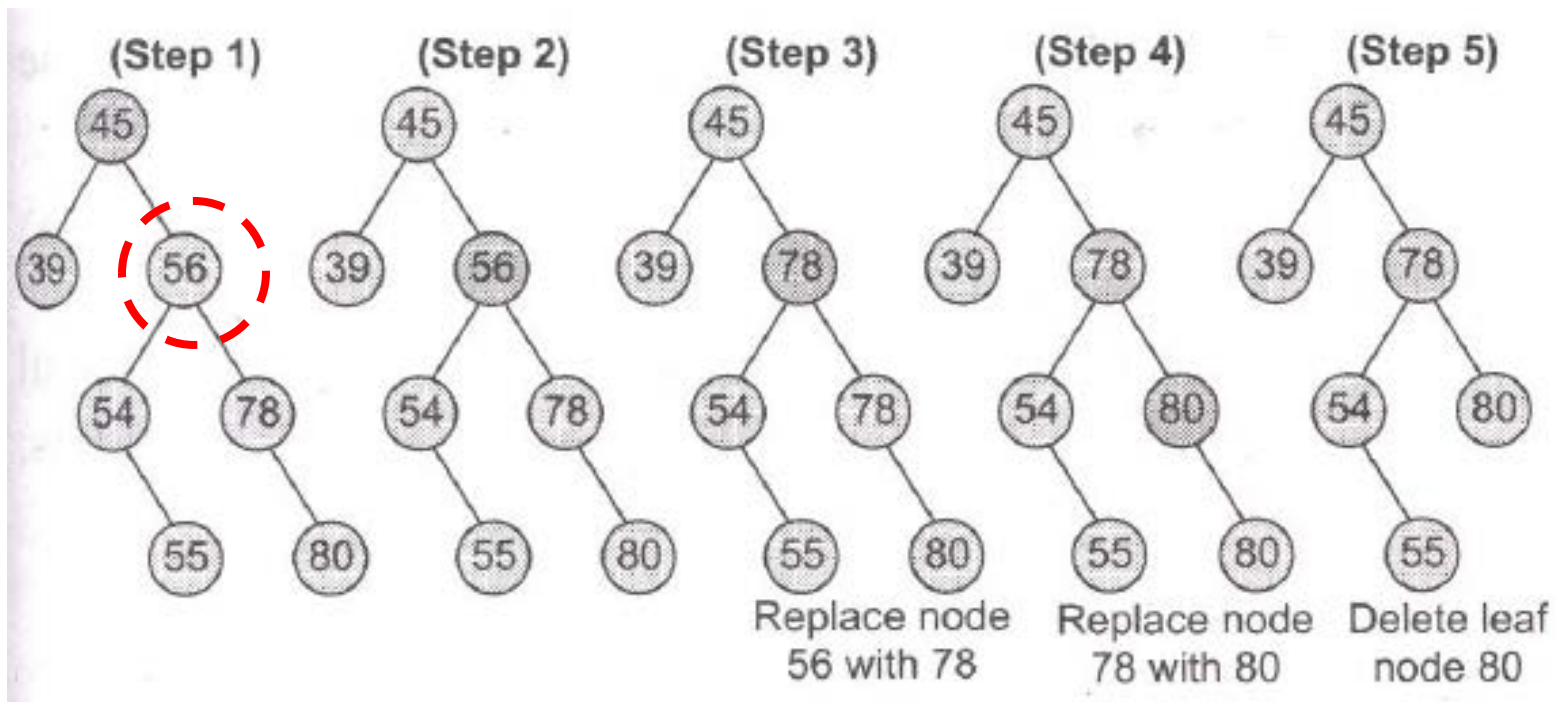 (Step 1) (Step 2) (Step 3) (Step 4) (Step 5)
45 45 45 45 45
39 56 39 56 39 78 39 78 39 78
54 78 54 78 54 78 54 80 54 80
55 80 55 80 55 80 55 80 55
Replace node Replace node Delete leaf
56 with 78 78 with 80 node 80